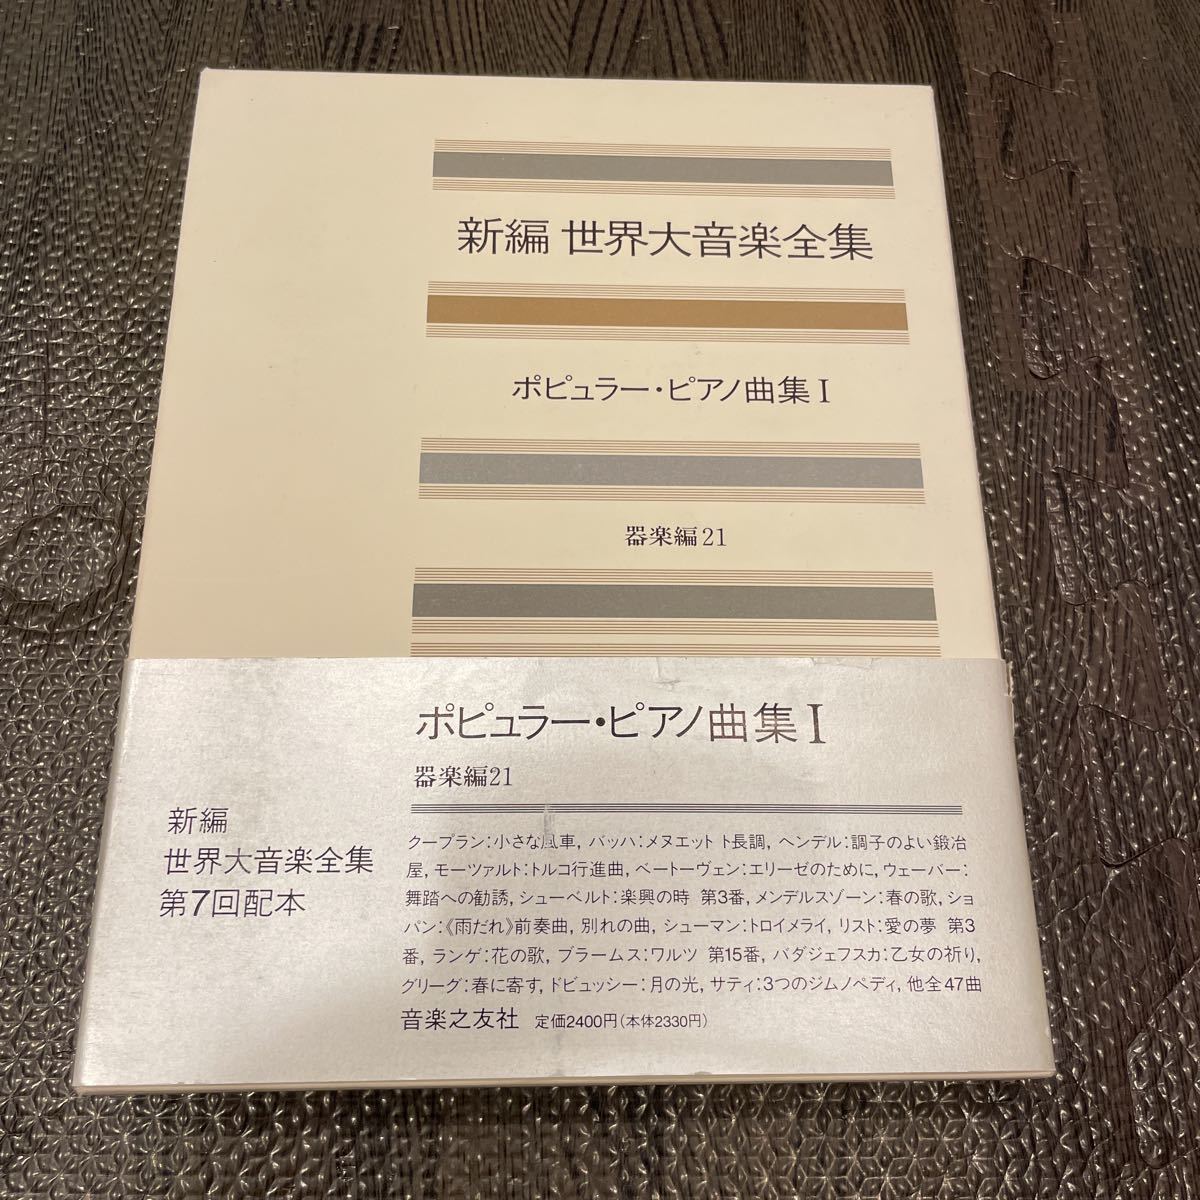 新編 世界大音楽全集
ポピュラー・ピアノ曲集 I
器楽編21
ポピュラー・ピアノ曲集 I
器楽編21
新編
世界大音楽全集
第7回配本
クープラン:小さな風車, バッハ:メヌエット ト長調, ヘンデル:調子のよい鍛冶
屋, モーツァルト:トルコ行進曲, ベートーヴェン:エリーゼのために, ウェーバー:
舞踏への勧誘, シューベルト:楽興の時 第3番, メンデルスゾーン:春の歌, ショ
パン:《雨だれ》前奏曲, 別れの曲, シューマン:トロイメライ, リスト:愛の夢 第3
番, ランゲ:花の歌, ブラームス:ワルツ 第15番, バダジェフスカ:乙女の祈り,
グリーグ:春に寄す, ドビュッシー:月の光, サティ:3つのジムノペディ, 他全47曲
音楽之友社 定価2400円(本体2330円)